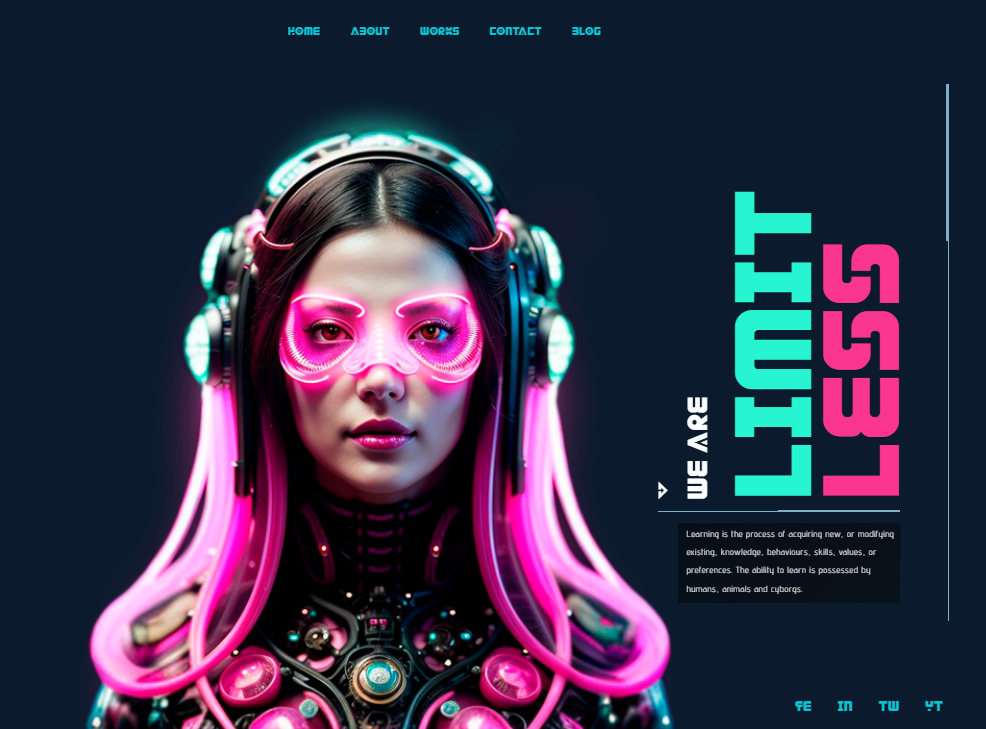 HOME ABOUT WORKS CONTACT BLOG
WE ARE
LIMIT
LESS
Learning is the process of acquiring new, or modifying
existing, knowledge, behaviours, skills, values, or
preferences. The ability to learn is possessed by
humans, animals and cyborgs.
FE IN TW YT